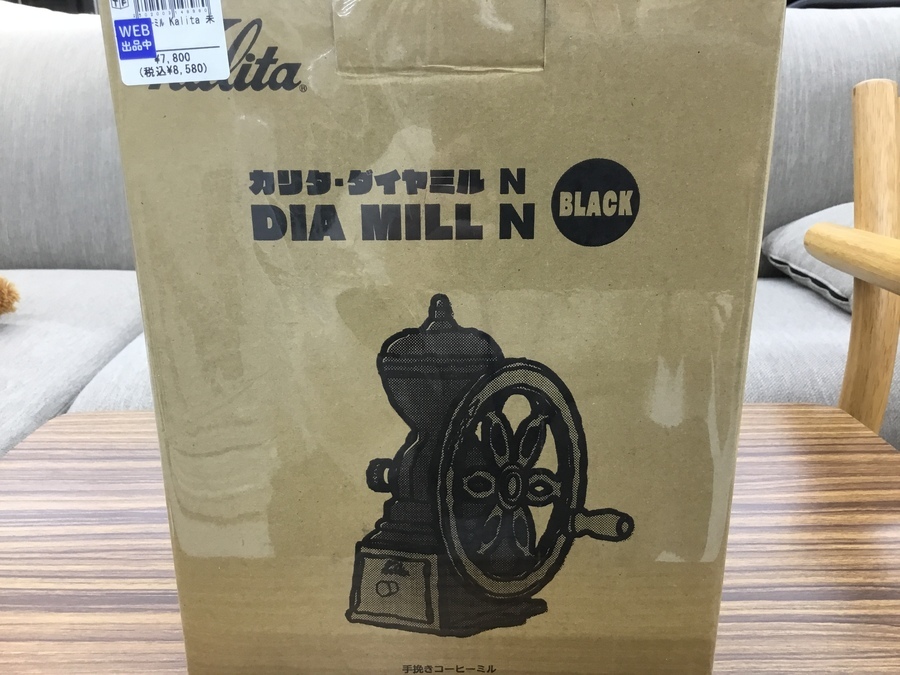 ミル Kalita 未
WEB
出品中
¥7,800
(税込¥8,580)
Kalita®
カリタ・ダイヤミル N
DIA MILL N
BLACK
Kalita
手挽きコーヒーミル